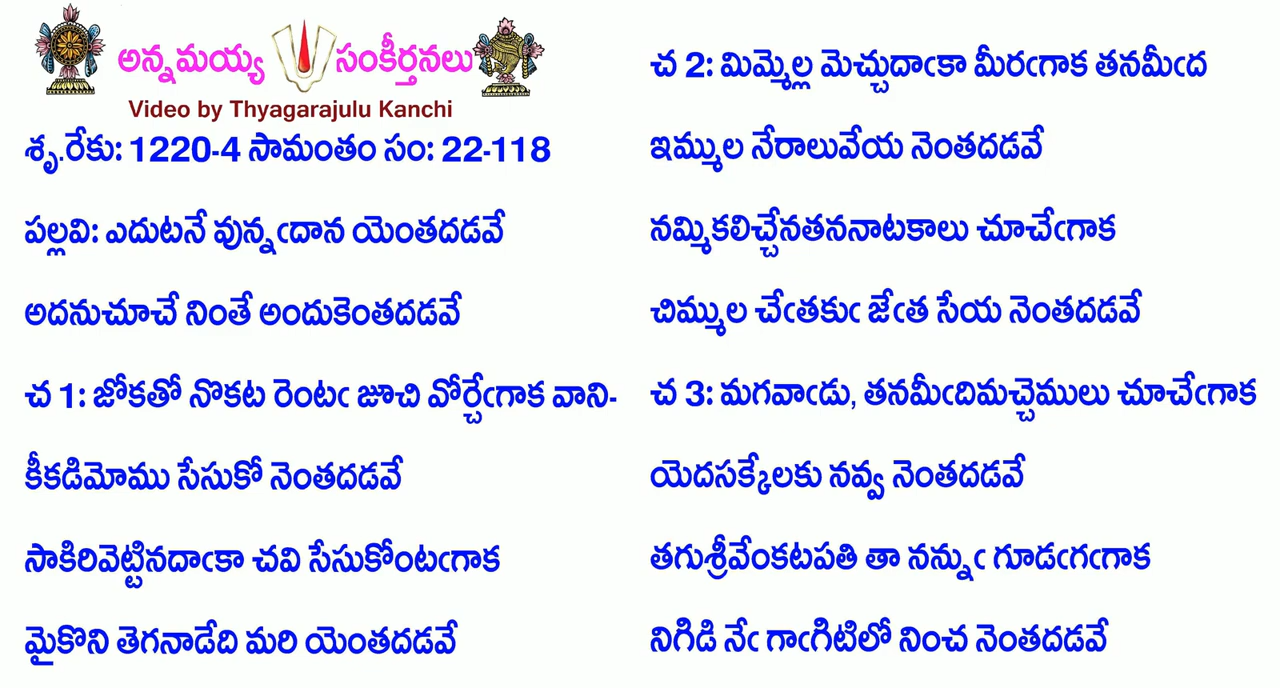 అన్నమయ్య సంకీర్తనలు
Video by Thyagarajulu Kanchi
శృ.రేకు: 1220-4 సామంతం సం: 22-118
పల్లవి: ఎదుటనే వున్నఁదాన యెంతదడవే
అదనుచూచే నింతే అందుకెంతదడవే
చ 1: జోకతో నొకట రెంటఁ జూచి వోర్చేఁగాక వాని-
కీకడిమోము సేసుకో నెంతదడవే
సాకిరివెట్టినదాఁకా చవి సేసుకోంటఁగాక
మైకొని తెగనాడేది మరి యెంతదడవే
చ 2: మిమ్మెల్ల మెచ్చుదాఁకా మీరఁగాక తనమీఁద
ఇమ్ముల నేరాలువేయ నెంతదడవే
నమ్మికలిచ్చేనతననాటకాలు చూచేఁగాక
చిమ్ముల చేఁతకుఁ జేఁత సేయ నెంతదడవే
చ 3: మగవాఁడు, తనమీఁదిమచ్చెములు చూచేఁగాక
యెదసక్కేలకు నవ్వ నెంతదడవే
తగుశ్రీవేంకటపతి తా నన్నుఁ గూడఁగఁగాక
నిగిడి నేఁ గాఁగిటిలో నించ నెంతదడవే